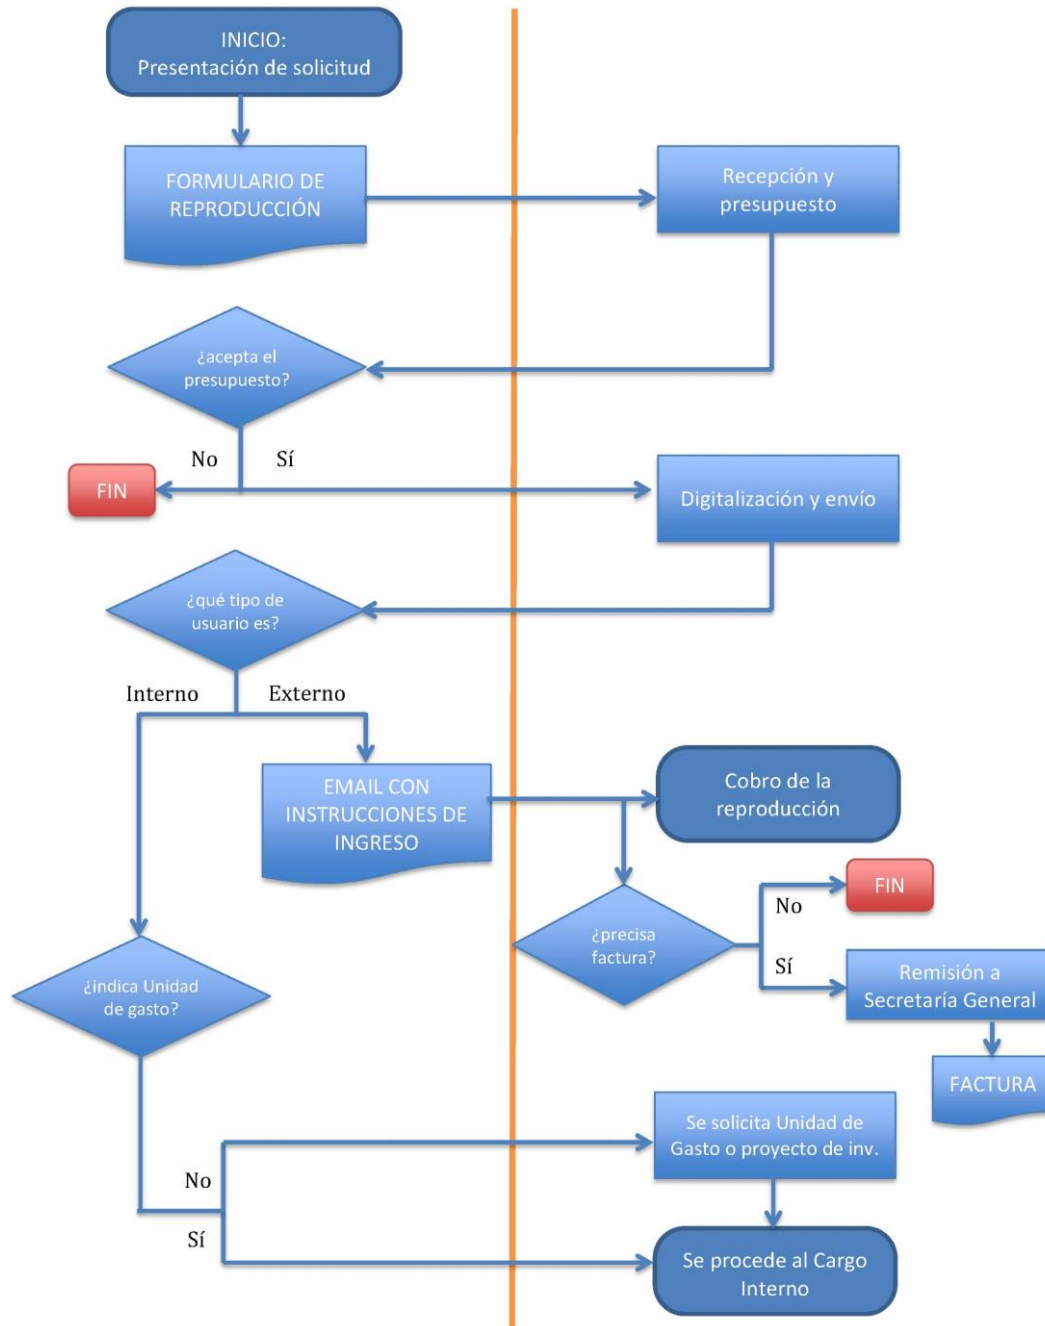 INICIO:
Presentación de solicitud
FORMULARIO DE
REPRODUCCIÓN
Recepción y
presupuesto
¿acepta el
presupuesto?
No
Sí
FIN
Digitalización y envío
¿qué tipo de
usuario es?
Interno
Externo
EMAIL CON
INSTRUCCIONES DE
INGRESO
Cobro de la
reproducción
¿precisa
factura?
No
FIN
Sí
Remisión a
Secretaría General
FACTURA
¿indica Unidad
de gasto?
No
Sí
Se solicita Unidad de
Gasto o proyecto de inv.
Se procede al Cargo
Interno